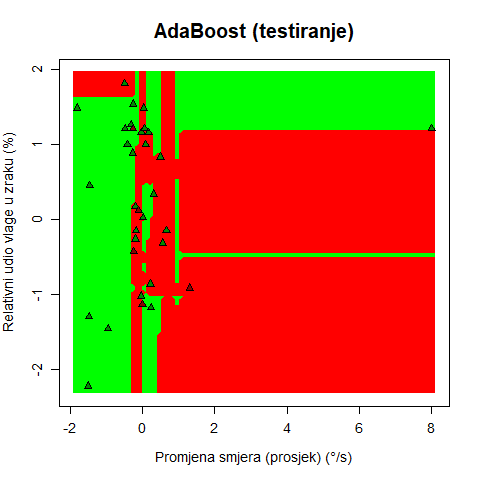 AdaBoost (testiranje)
Relativni udio vlage u zraku (%)
2
1
0
-1
-2
-2 0 2 4 6 8
Promjena smjera (prosjek) (°/s)